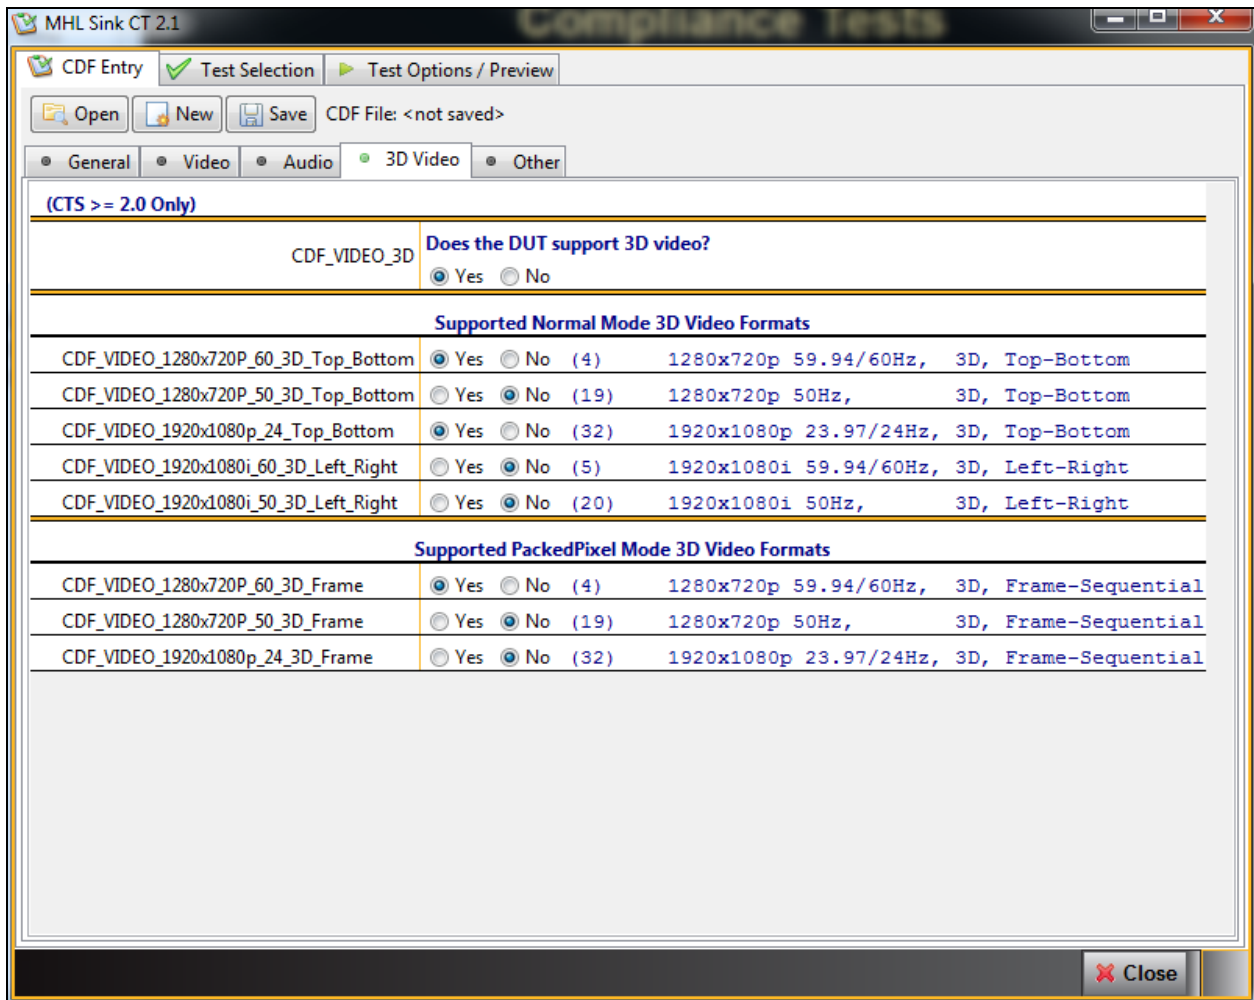 MHL Sink CT 2.1
Compliance Tests
CDF Entry Test Selection Test Options / Preview
Open New Save CDF File: <not saved>
General Video Audio 3D Video Other
(CTS >= 2.0 Only)
CDF_VIDEO_3D Does the DUT support 3D video?
Yes No
Supported Normal Mode 3D Video Formats
CDF_VIDEO_1280x720P_60_3D_Top_Bottom Yes No (4) 1280x720p 59.94/60Hz, 3D, Top-Bottom
CDF_VIDEO_1280x720P_50_3D_Top_Bottom Yes No (19) 1280x720p 50Hz, 3D, Top-Bottom
CDF_VIDEO_1920x1080p_24_Top_Bottom Yes No (32) 1920x1080p 23.97/24Hz, 3D, Top-Bottom
CDF_VIDEO_1920x1080i_60_3D_Left_Right Yes No (5) 1920x1080i 59.94/60Hz, 3D, Left-Right
CDF_VIDEO_1920x1080i_50_3D_Left_Right Yes No (20) 1920x1080i 50Hz, 3D, Left-Right
Supported PackedPixel Mode 3D Video Formats
CDF_VIDEO_1280x720P_60_3D_Frame Yes No (4) 1280x720p 59.94/60Hz, 3D, Frame-Sequential
CDF_VIDEO_1280x720P_50_3D_Frame Yes No (19) 1280x720p 50Hz, 3D, Frame-Sequential
CDF_VIDEO_1920x1080p_24_3D_Frame Yes No (32) 1920x1080p 23.97/24Hz, 3D, Frame-Sequential
Close